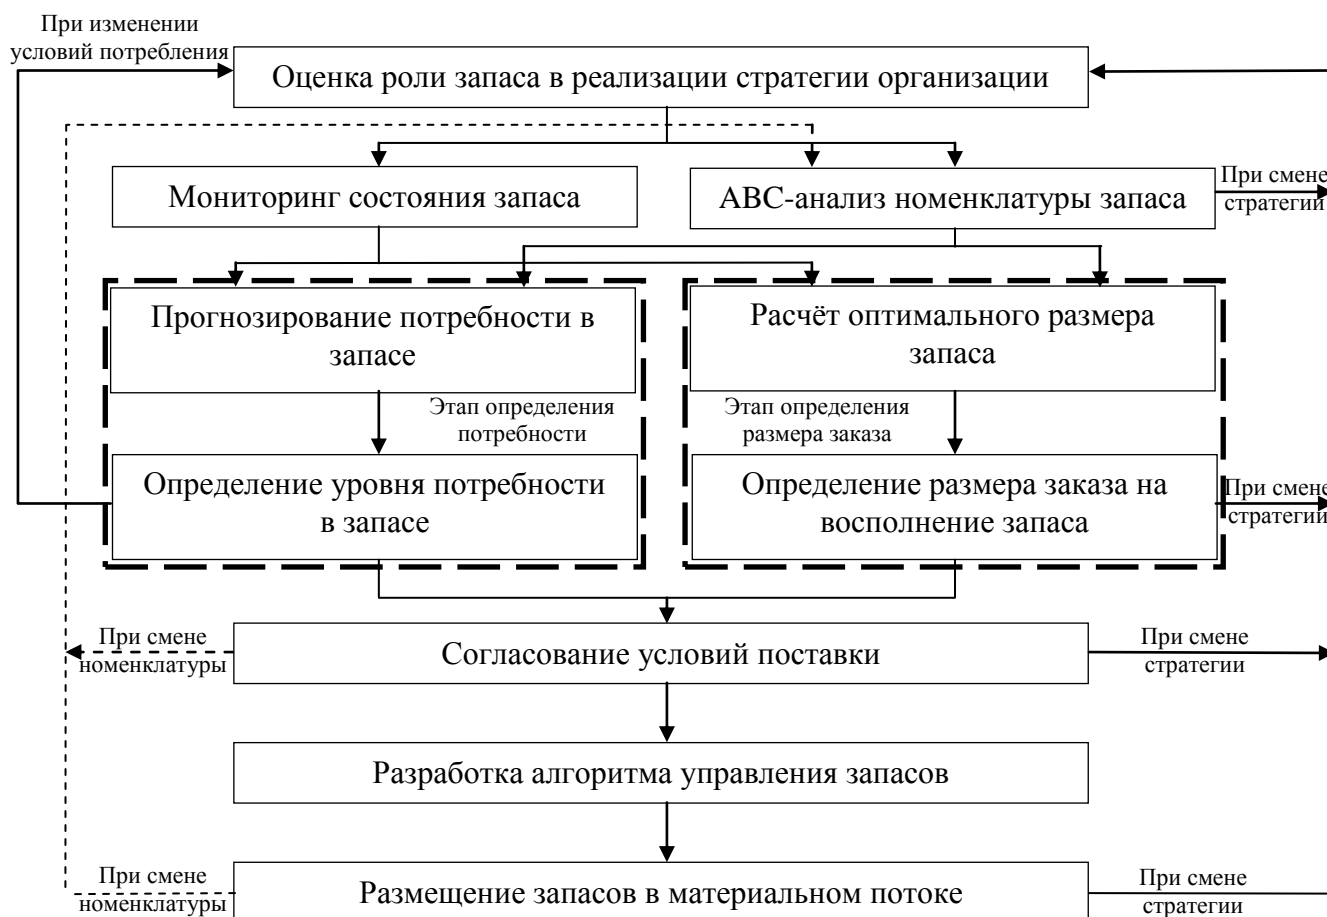 При изменении
условий потребления
Оценка роли запаса в реализации стратегии организации
Мониторинг состояния запаса
АВС-анализ номенклатуры запаса
При смене
стратегии
Прогнозирование потребности в
запасе
Расчёт оптимального размера
запаса
Этап определения
потребности
Этап определения
размера заказа
Определение уровня потребности
в запасе
Определение размера заказа на
восполнение запаса
При смене
стратегии
При смене
номенклатуры
Согласование условий поставки
При смене
стратегии
Разработка алгоритма управления запасов
При смене
номенклатуры
Размещение запасов в материальном потоке
При смене
стратегии